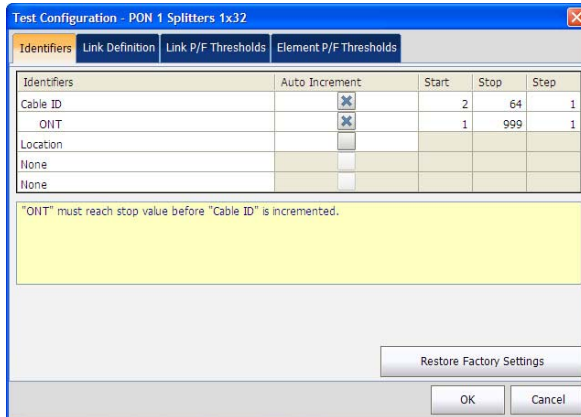 Test Configuration - PON 1 Splitters 1x32
Identifiers Link Definition Link P/F Thresholds Element P/F Thresholds
Identifiers Auto Increment Start Stop Step
Cable ID 2 64 1
ONT 1 999 1
Location
None
None
"ONT" must reach stop value before "Cable ID" is incremented.
Restore Factory Settings
OK Cancel